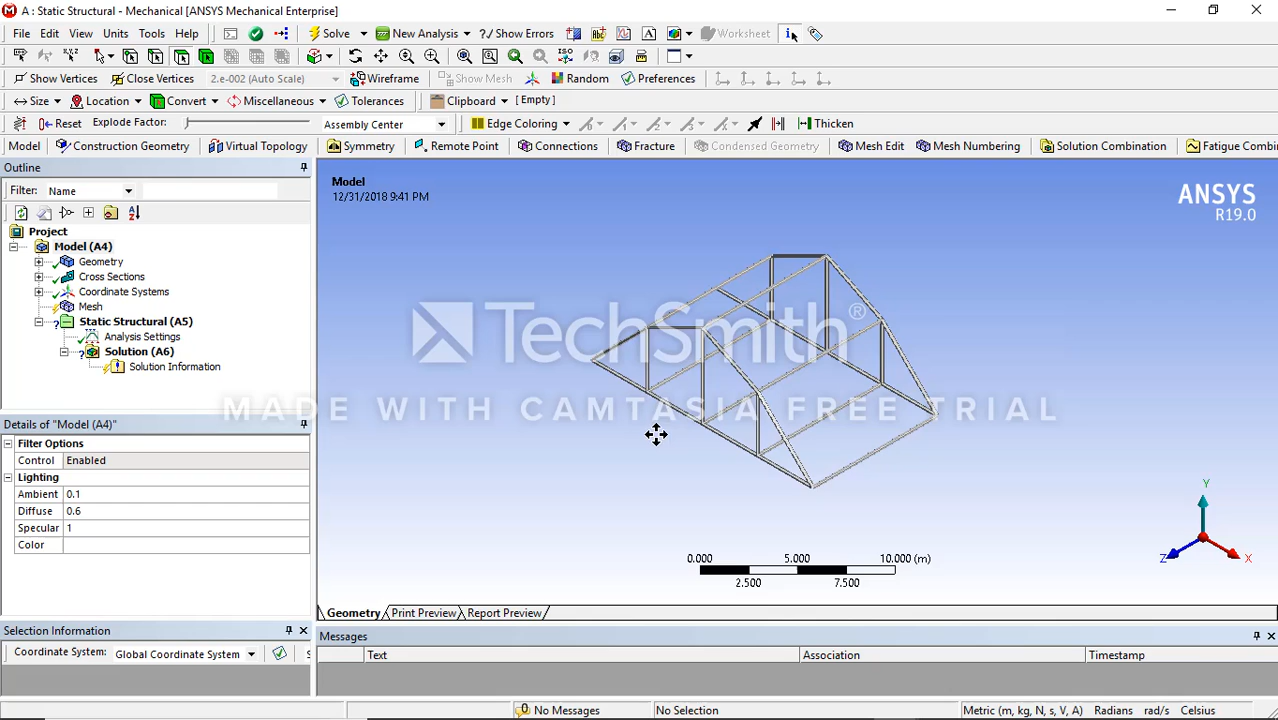 A : Static Structural - Mechanical [ANSYS Mechanical Enterprise]
File Edit View Units Tools Help Solve New Analysis ?/ Show Errors Worksheet i
Show Vertices Close Vertices 2.e-002 (Auto Scale) Wireframe Show Mesh Random Preferences
Size Location Convert Miscellaneous Tolerances Clipboard [ Empty ]
Reset Explode Factor: Assembly Center Edge Coloring Thicken
Model Construction Geometry Virtual Topology Symmetry Remote Point Connections Fracture Condensed Geometry Mesh Edit Mesh Numbering Solution Combination Fatigue Combi
Outline
Filter: Name
Project
Model (A4)
Geometry
Cross Sections
Coordinate Systems
Mesh
Static Structural (A5)
Analysis Settings
Solution (A6)
Solution Information
Details of "Model (A4)"
Filter Options
Control Enabled
Lighting
Ambient 0.1
Diffuse 0.6
Specular 1
Color
Selection Information
Coordinate System: Global Coordinate System
Model
12/31/2018 9:41 PM
ANSYS
R19.0
TechSmith®
MADE WITH CAMTASIA FREE TRIAL
0.000 5.000 10.000 (m)
2.500 7.500
Y
Z X
Geometry Print Preview Report Preview
Messages
Text Association Timestamp
0 No Messages No Selection Metric (m, kg, N, s, V, A) Radians rad/s Celsius